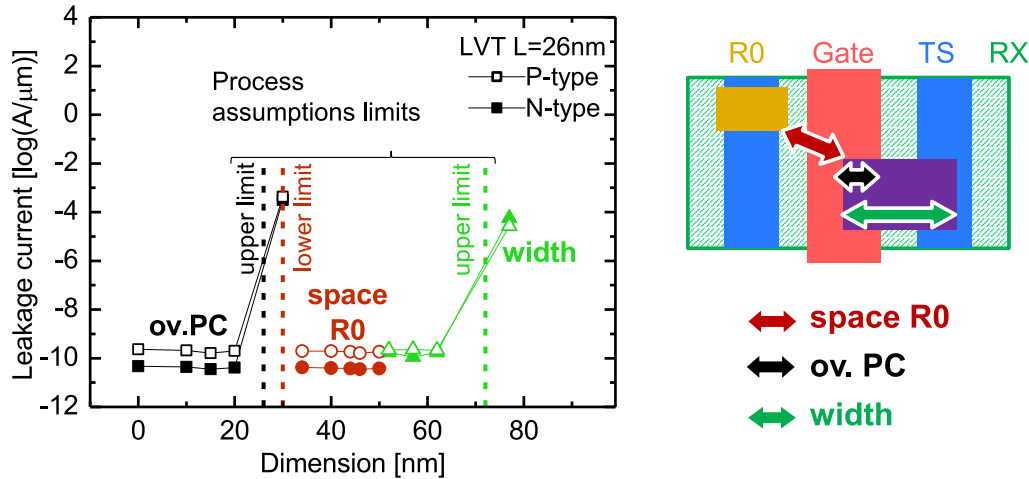 Leakage current [log(A/μm)]
4
2
0
-2
-4
-6
-8
-10
-12
LVT L=26nm
P-type
N-type
Process
assumptions limits
upper limit
lower limit
upper limit
ov.PC
space
R0
width
0
20
40
60
80
Dimension [nm]
R0 Gate TS RX
space R0
ov. PC
width